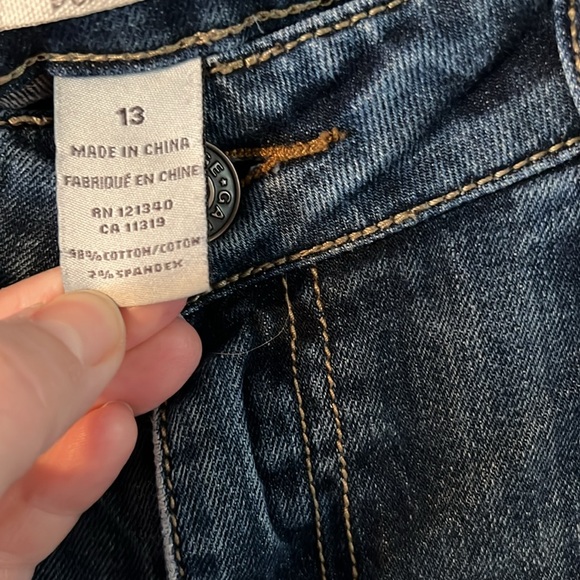 13
MADE IN CHINA
FABRIQUÉ EN CHINE
RN 121340
CA 11319
98% COTTON/COTON
2% SPANDEX